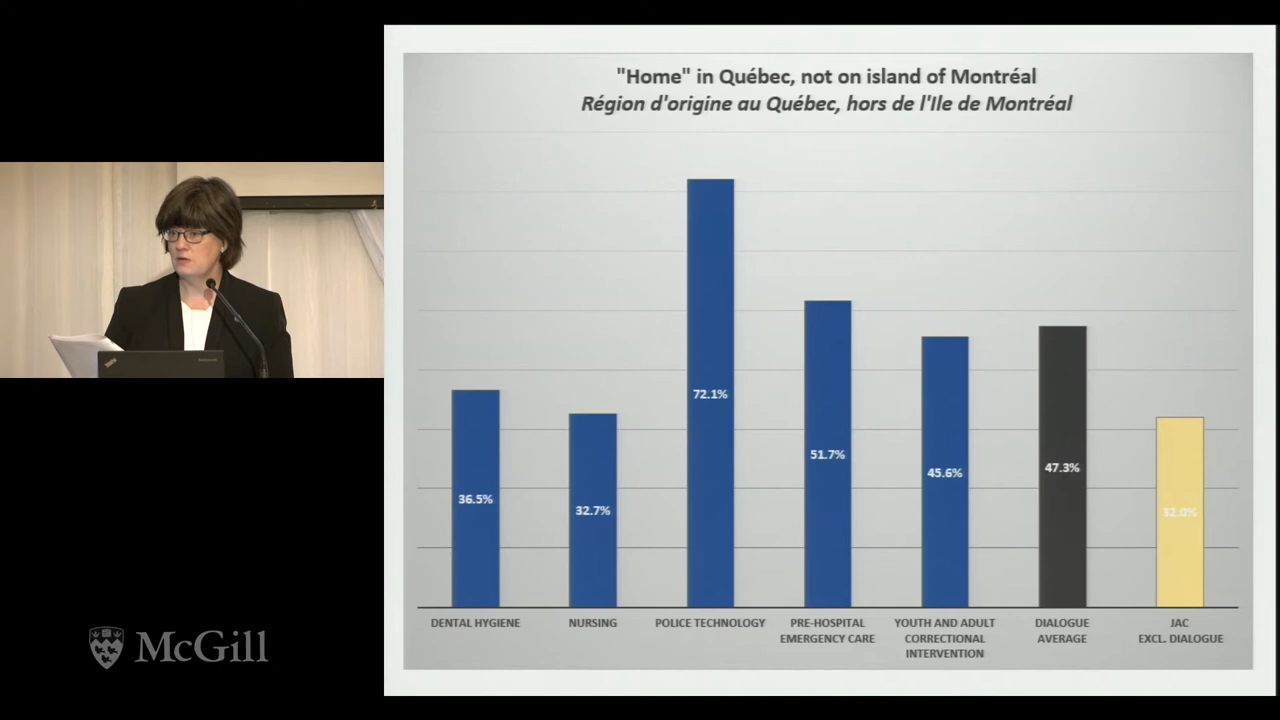 "Home" in Québec, not on island of Montréal
Région d'origine au Québec, hors de l'Ile de Montréal
36.5%
32.7%
72.1%
51.7%
45.6%
47.3%
32.0%
DENTAL HYGIENE
NURSING
POLICE TECHNOLOGY
PRE-HOSPITAL
EMERGENCY CARE
YOUTH AND ADULT
CORRECTIONAL
INTERVENTION
DIALOGUE
AVERAGE
JAC
EXCL. DIALOGUE
McGill